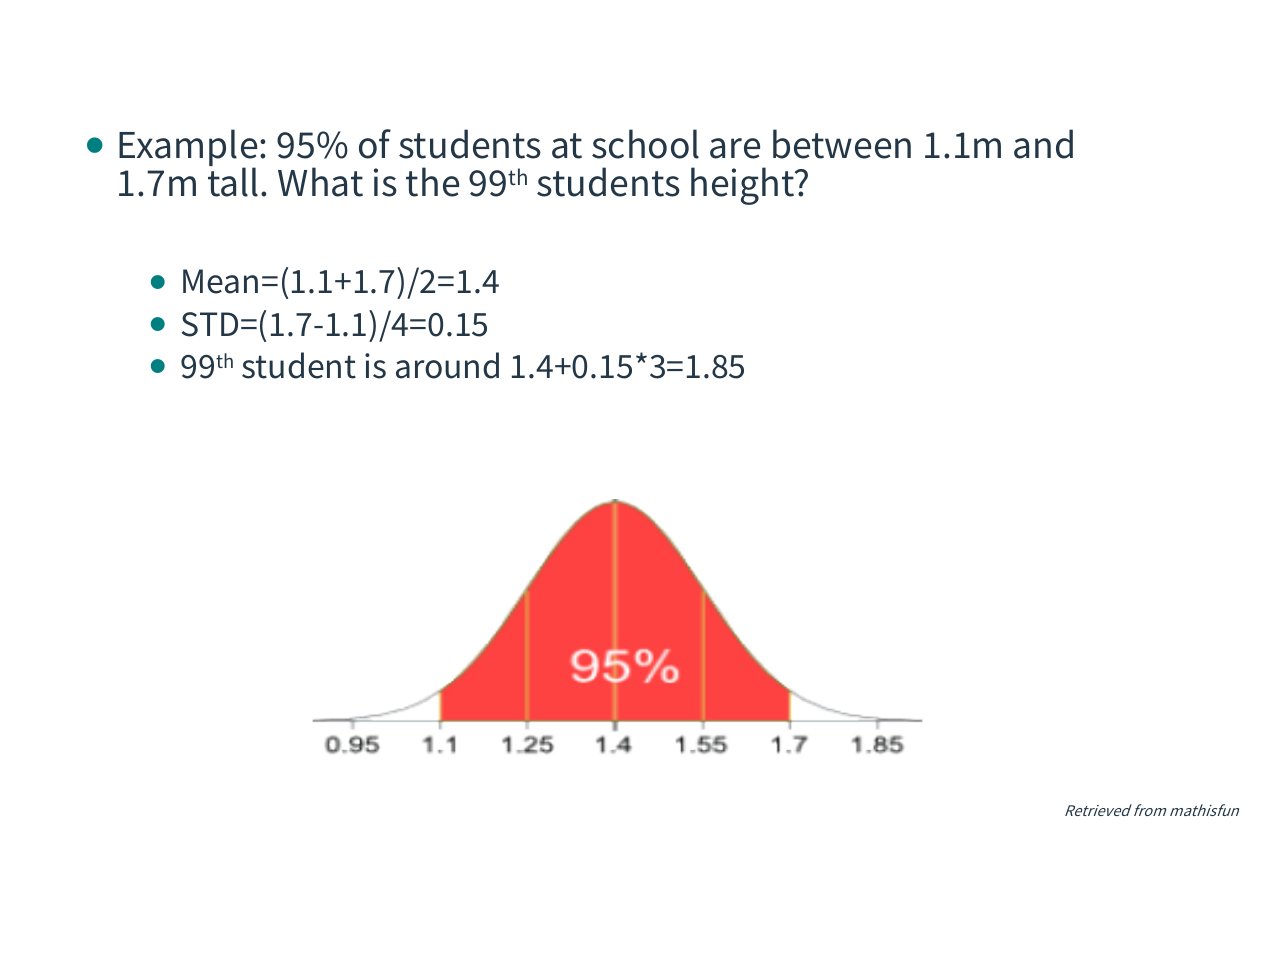 Example: 95% of students at school are between 1.1m and
1.7m tall. What is the 99th students height?
Mean=(1.1+1.7)/2=1.4
STD=(1.7-1.1)/4=0.15
99th student is around 1.4+0.15*3=1.85
95%
0.95 1.1 1.25 1.4 1.55 1.7 1.85
Retrieved from mathisfun